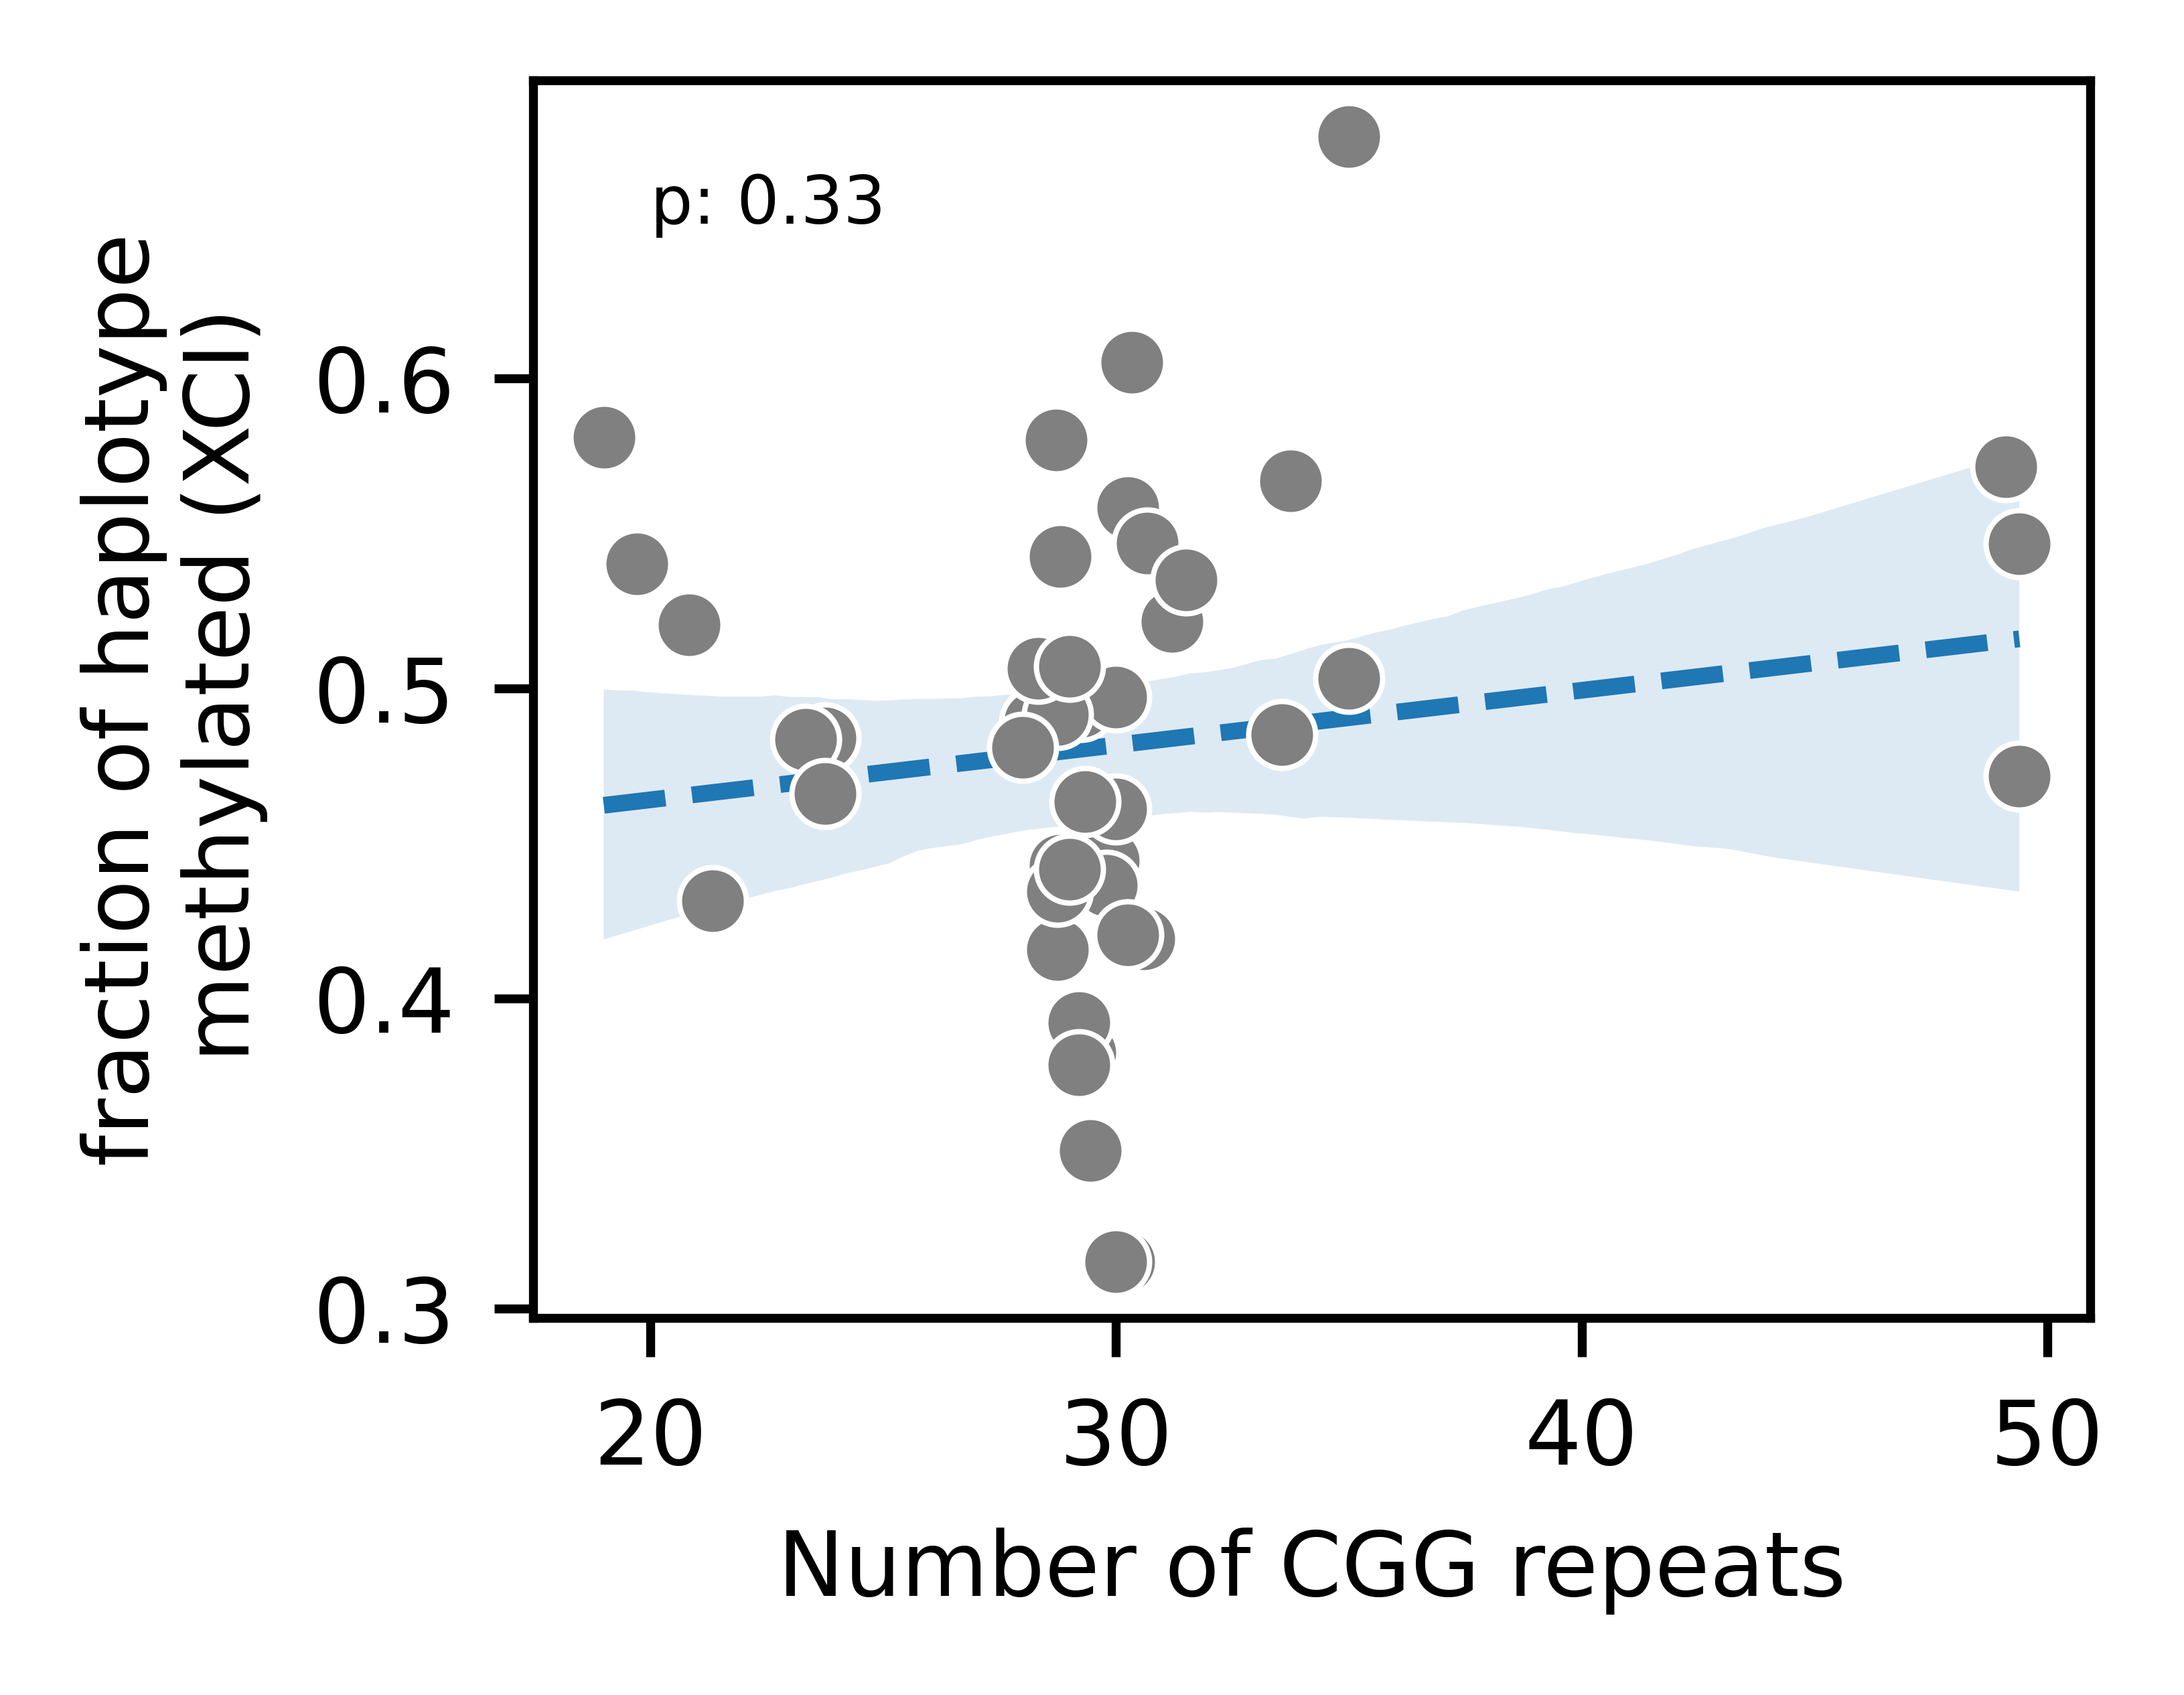 p: 0.33
fraction of haplotype
methylated (XCI)
0.6
0.5
0.4
0.3
20
30
40
50
Number of CGG repeats